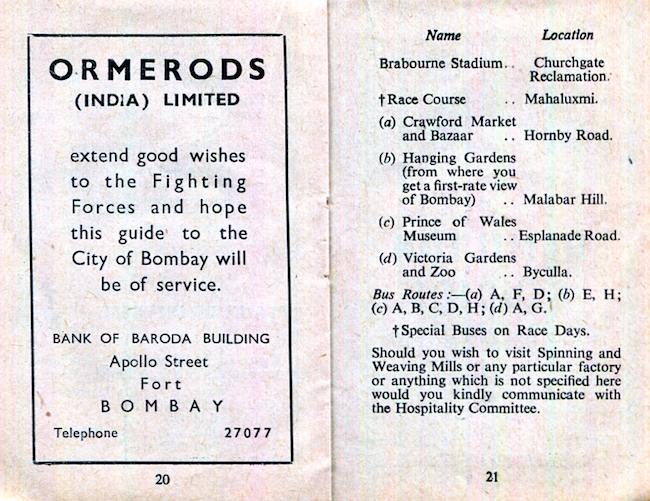 ORMERODS
(INDIA) LIMITED
extend good wishes
to the Fighting
Forces and hope
this guide to the
City of Bombay will
be of service.
BANK OF BARODA BUILDING
Apollo Street
Fort
BOMBAY
Telephone 27077
20
Name Location
Brabourne Stadium.. Churchgate
Reclamation.
†Race Course .. Mahaluxmi.
(a) Crawford Market
and Bazaar .. Hornby Road.
(b) Hanging Gardens
(from where you
get a first-rate view
of Bombay) .. Malabar Hill.
(c) Prince of Wales
Museum .. Esplanade Road.
(d) Victoria Gardens
and Zoo .. Byculla.
Bus Routes:—(a) A, F, D; (b) E, H;
(c) A, B, C, D, H; (d) A, G.
†Special Buses on Race Days.
Should you wish to visit Spinning and
Weaving Mills or any particular factory
or anything which is not specified here
would you kindly communicate with
the Hospitality Committee.
21